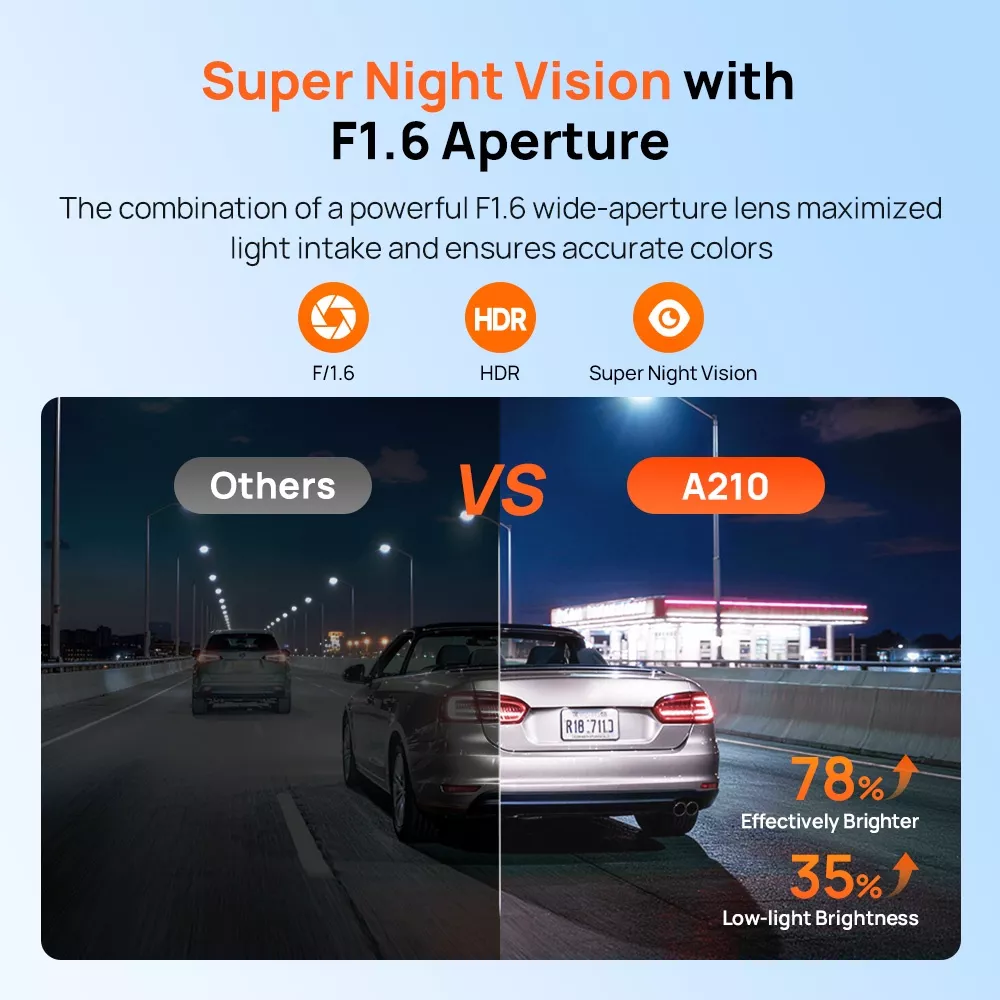 Super Night Vision with
F1.6 Aperture
The combination of a powerful F1.6 wide-aperture lens maximized
light intake and ensures accurate colors
HDR
F/1.6
HDR
Super Night Vision
Others
VS
A210
R18·7113
78%
Effectively Brighter
35%
Low-light Brightness